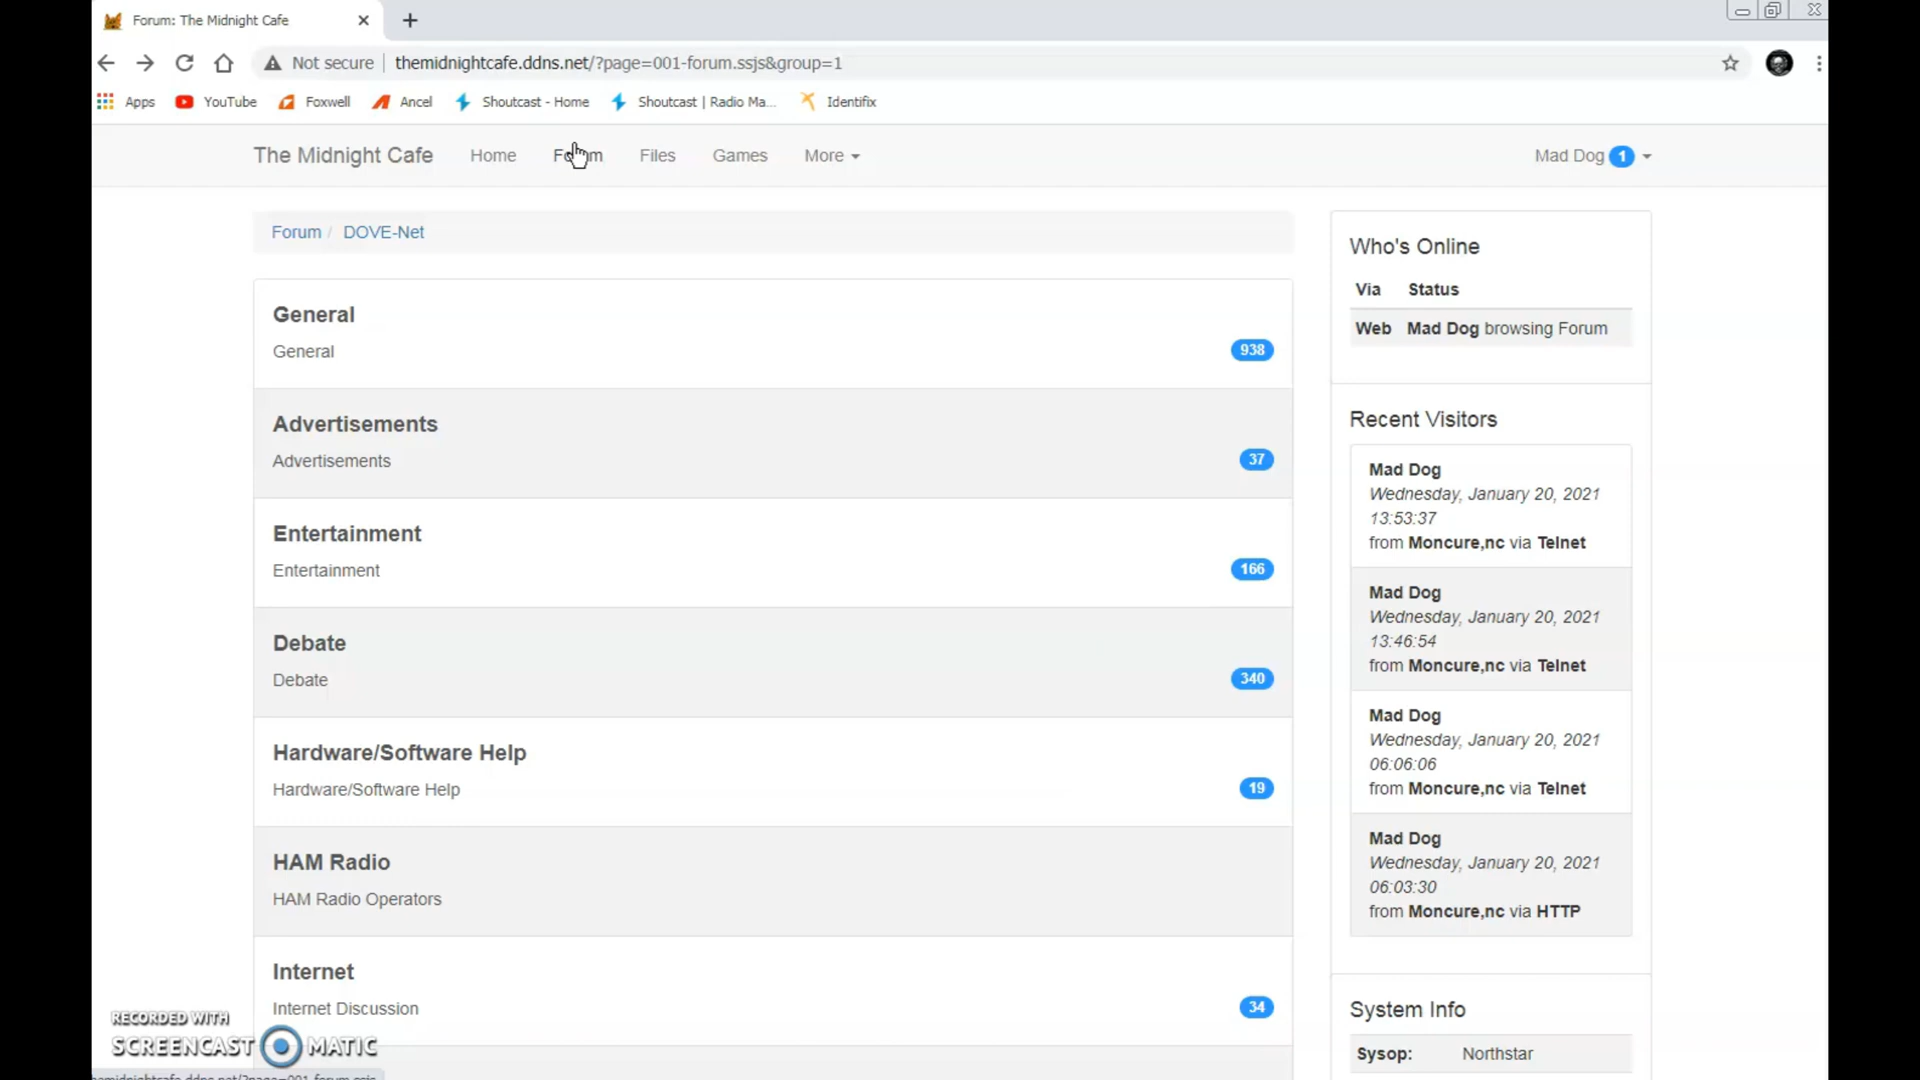 Forum: The Midnight Cafe
Not secure themidnightcafe.ddns.net/?page=001-forum.ssjs&group=1
Apps YouTube Foxwell Ancel Shoutcast - Home Shoutcast | Radio Ma... Identifix
The Midnight Cafe Home Forum Files Games More Mad Dog 1
Forum / DOVE-Net
General
General
938
Advertisements
Advertisements
37
Entertainment
Entertainment
166
Debate
Debate
340
Hardware/Software Help
Hardware/Software Help
19
HAM Radio
HAM Radio Operators
Internet
Internet Discussion
34
Who's Online
Via Status
Web Mad Dog browsing Forum
Recent Visitors
Mad Dog
Wednesday, January 20, 2021
13:53:37
from Moncure,nc via Telnet
Mad Dog
Wednesday, January 20, 2021
13:46:54
from Moncure,nc via Telnet
Mad Dog
Wednesday, January 20, 2021
06:06:06
from Moncure,nc via Telnet
Mad Dog
Wednesday, January 20, 2021
06:03:30
from Moncure,nc via HTTP
System Info
Sysop: Northstar
RECORDED WITH
SCREENCAST MATIC